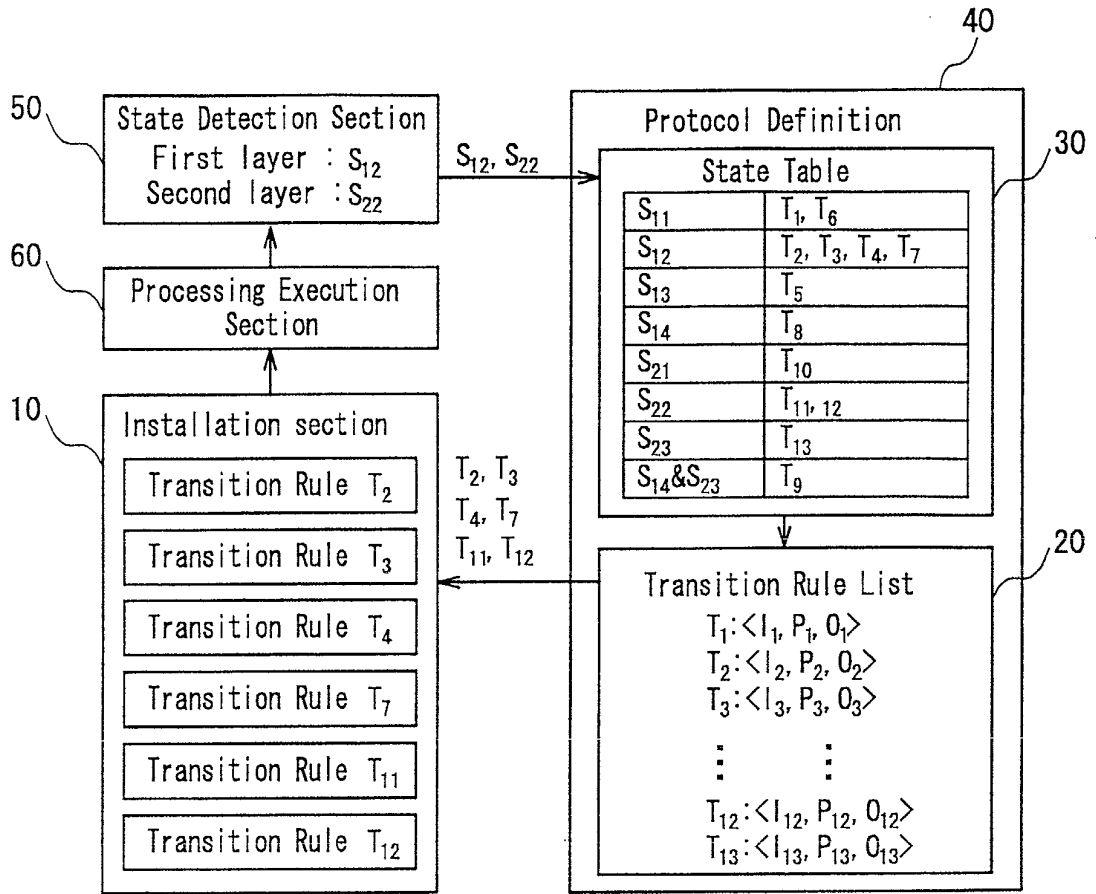 40
50
State Detection Section
First layer : S12
Second layer : S22
S12, S22
Protocol Definition
30
State Table
S11 T1, T6
S12 T2, T3, T4, T7
S13 T5
S14 T8
S21 T10
S22 T11, 12
S23 T13
S14&S23 T9
60
Processing Execution
Section
10
Installation section
Transition Rule T2
Transition Rule T3
Transition Rule T4
Transition Rule T7
Transition Rule T11
Transition Rule T12
T2, T3
T4, T7
T11, T12
20
Transition Rule List
T1:<I1, P1, O1>
T2:<I2, P2, O2>
T3:<I3, P3, O3>
⋮ ⋮
T12:<I12, P12, O12>
T13:<I13, P13, O13>